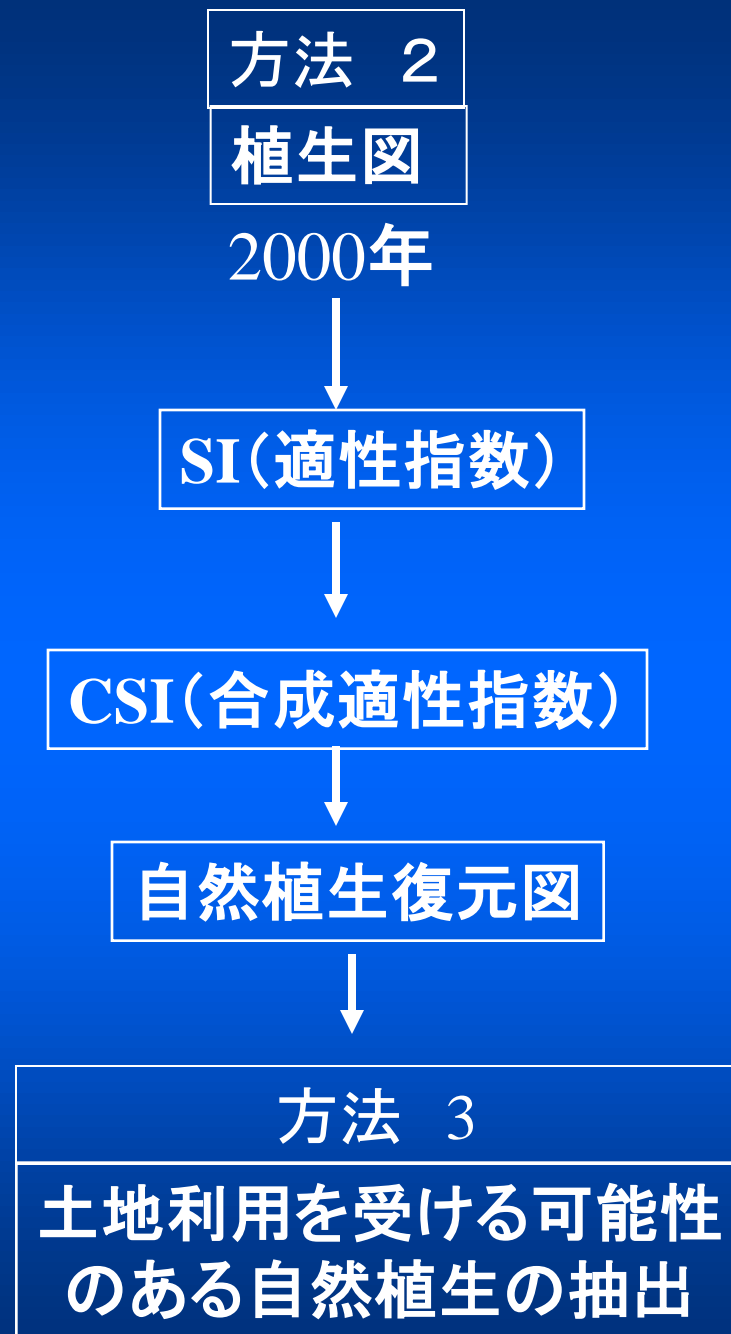 方法　２
植生図
2000年
SI（適性指数）
CSI（合成適性指数）
自然植生復元図
方法　3
土地利用を受ける可能性
のある自然植生の抽出